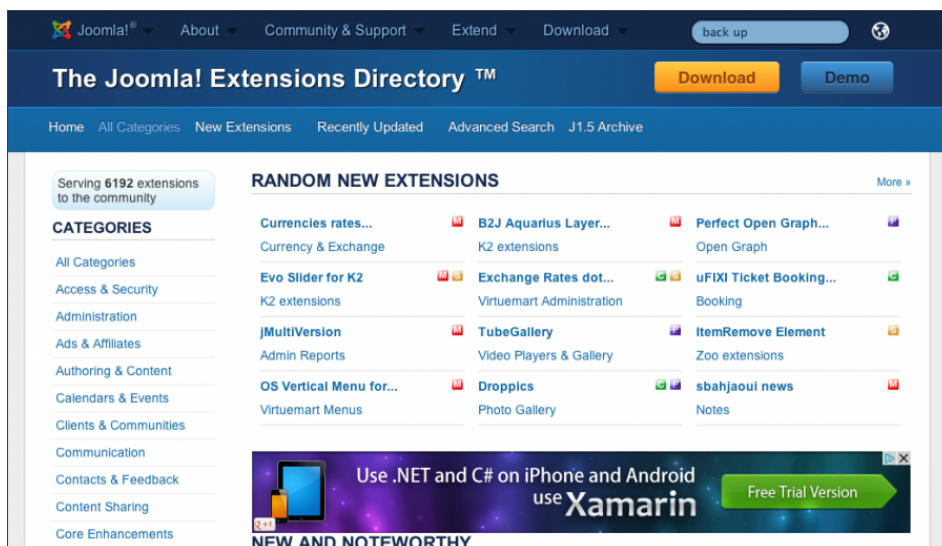 Joomla!® About Community & Support Extend Download back up
The Joomla! Extensions Directory ™ Download Demo
Home All Categories New Extensions Recently Updated Advanced Search J1.5 Archive
Serving 6192 extensions
to the community
CATEGORIES
All Categories
Access & Security
Administration
Ads & Affiliates
Authoring & Content
Calendars & Events
Clients & Communities
Communication
Contacts & Feedback
Content Sharing
Core Enhancements
RANDOM NEW EXTENSIONS More »
Currencies rates... M
Currency & Exchange
B2J Aquarius Layer... M
K2 extensions
Perfect Open Graph... P
Open Graph
Evo Slider for K2 M S
K2 extensions
Exchange Rates dot... C S
Virtuemart Administration
uFIXI Ticket Booking... C
Booking
jMultiVersion M
Admin Reports
TubeGallery P
Video Players & Gallery
ItemRemove Element S
Zoo extensions
OS Vertical Menu for... M
Virtuemart Menus
Droppics C P
Photo Gallery
sbahjaoui news M
Notes
Use .NET and C# on iPhone and Android
use Xamarin
Free Trial Version
g +1
NEW AND NOTEWORTHY